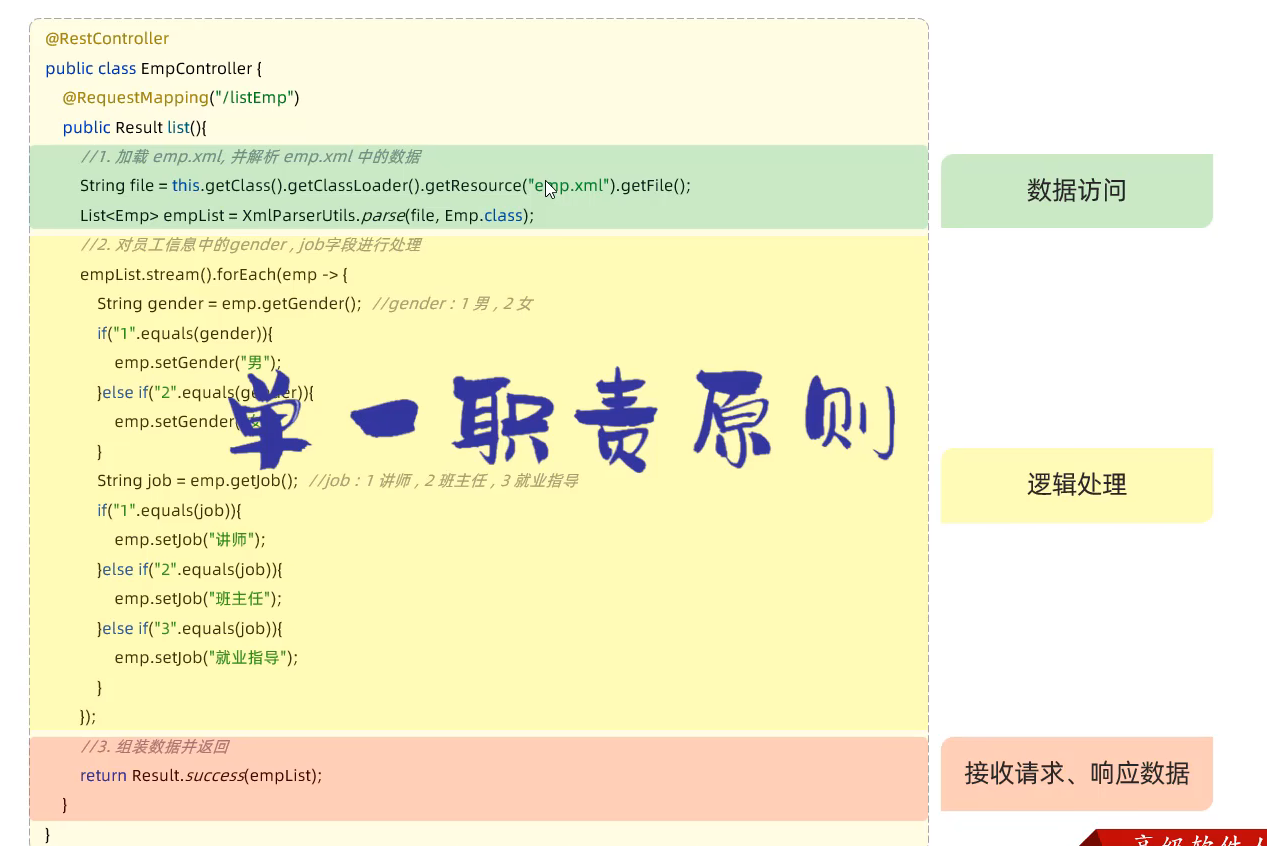 @RestController
public class EmpController {
@RequestMapping("/listEmp")
public Result list(){
//1. 加载 emp.xml, 并解析 emp.xml 中的数据
String file = this.getClass().getClassLoader().getResource("emp.xml").getFile();
List<Emp> empList = XmlParserUtils.parse(file, Emp.class);
数据访问
//2. 对员工信息中的gender , job字段进行处理
empList.stream().forEach(emp -> {
String gender = emp.getGender(); //gender : 1 男 , 2 女
if("1".equals(gender)){
emp.setGender("男");
}else if("2".equals(gender)){
emp.setGender(
单一职责原则
}
String job = emp.getJob(); //job : 1 讲师 , 2 班主任 , 3 就业指导
逻辑处理
if("1".equals(job)){
emp.setJob("讲师");
}else if("2".equals(job)){
emp.setJob("班主任");
}else if("3".equals(job)){
emp.setJob("就业指导");
}
});
//3. 组装数据并返回
return Result.success(empList);
接收请求、响应数据
}
}
高级软件